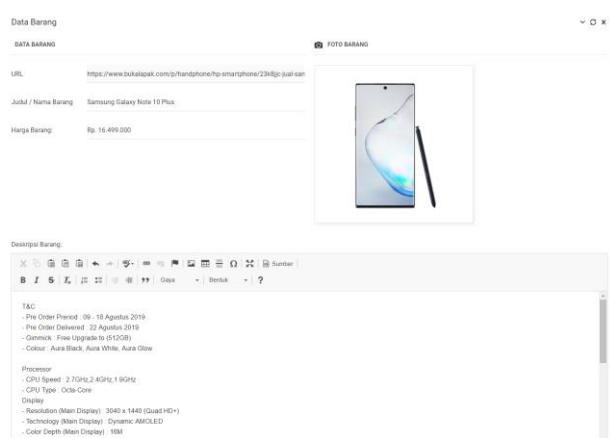 Data Barang
DATA BARANG
FOTO BARANG
URL
https://www.bukalapak.com/p/handphone/hp-smartphone/23k8jjc-jual-san
Judul / Nama Barang
Samsung Galaxy Note 10 Plus
Harga Barang:
Rp. 16.499.000
Deskripsi Barang:
Sumber
B I S
Gaya
Bentuk
?
T&C
- Pre Order Preriod : 09 - 18 Agustus 2019
- Pre Order Delivered : 22 Agustus 2019
- Gimmick : Free Upgrade to (512GB)
- Colour : Aura Black, Aura White, Aura Glow
Processor
- CPU Speed : 2.7GHz,2.4GHz,1.9GHz
- CPU Type : Octa-Core
Display
- Resolution (Main Display) : 3040 x 1440 (Quad HD+)
- Technology (Main Display) : Dynamic AMOLED
- Color Depth (Main Display) : 16M